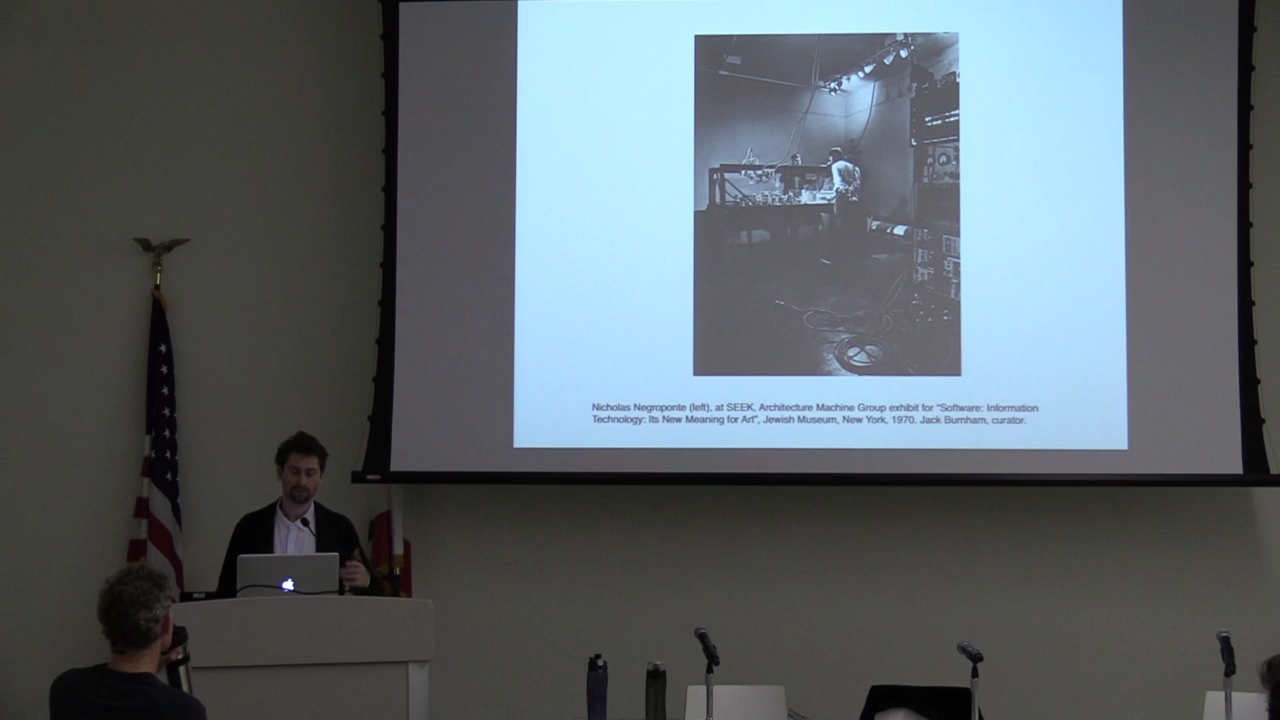 Nicholas Negroponte (left), at SEEK, Architecture Machine Group exhibit for "Software: Information
Technology: Its New Meaning for Art", Jewish Museum, New York, 1970. Jack Burnham, curator.